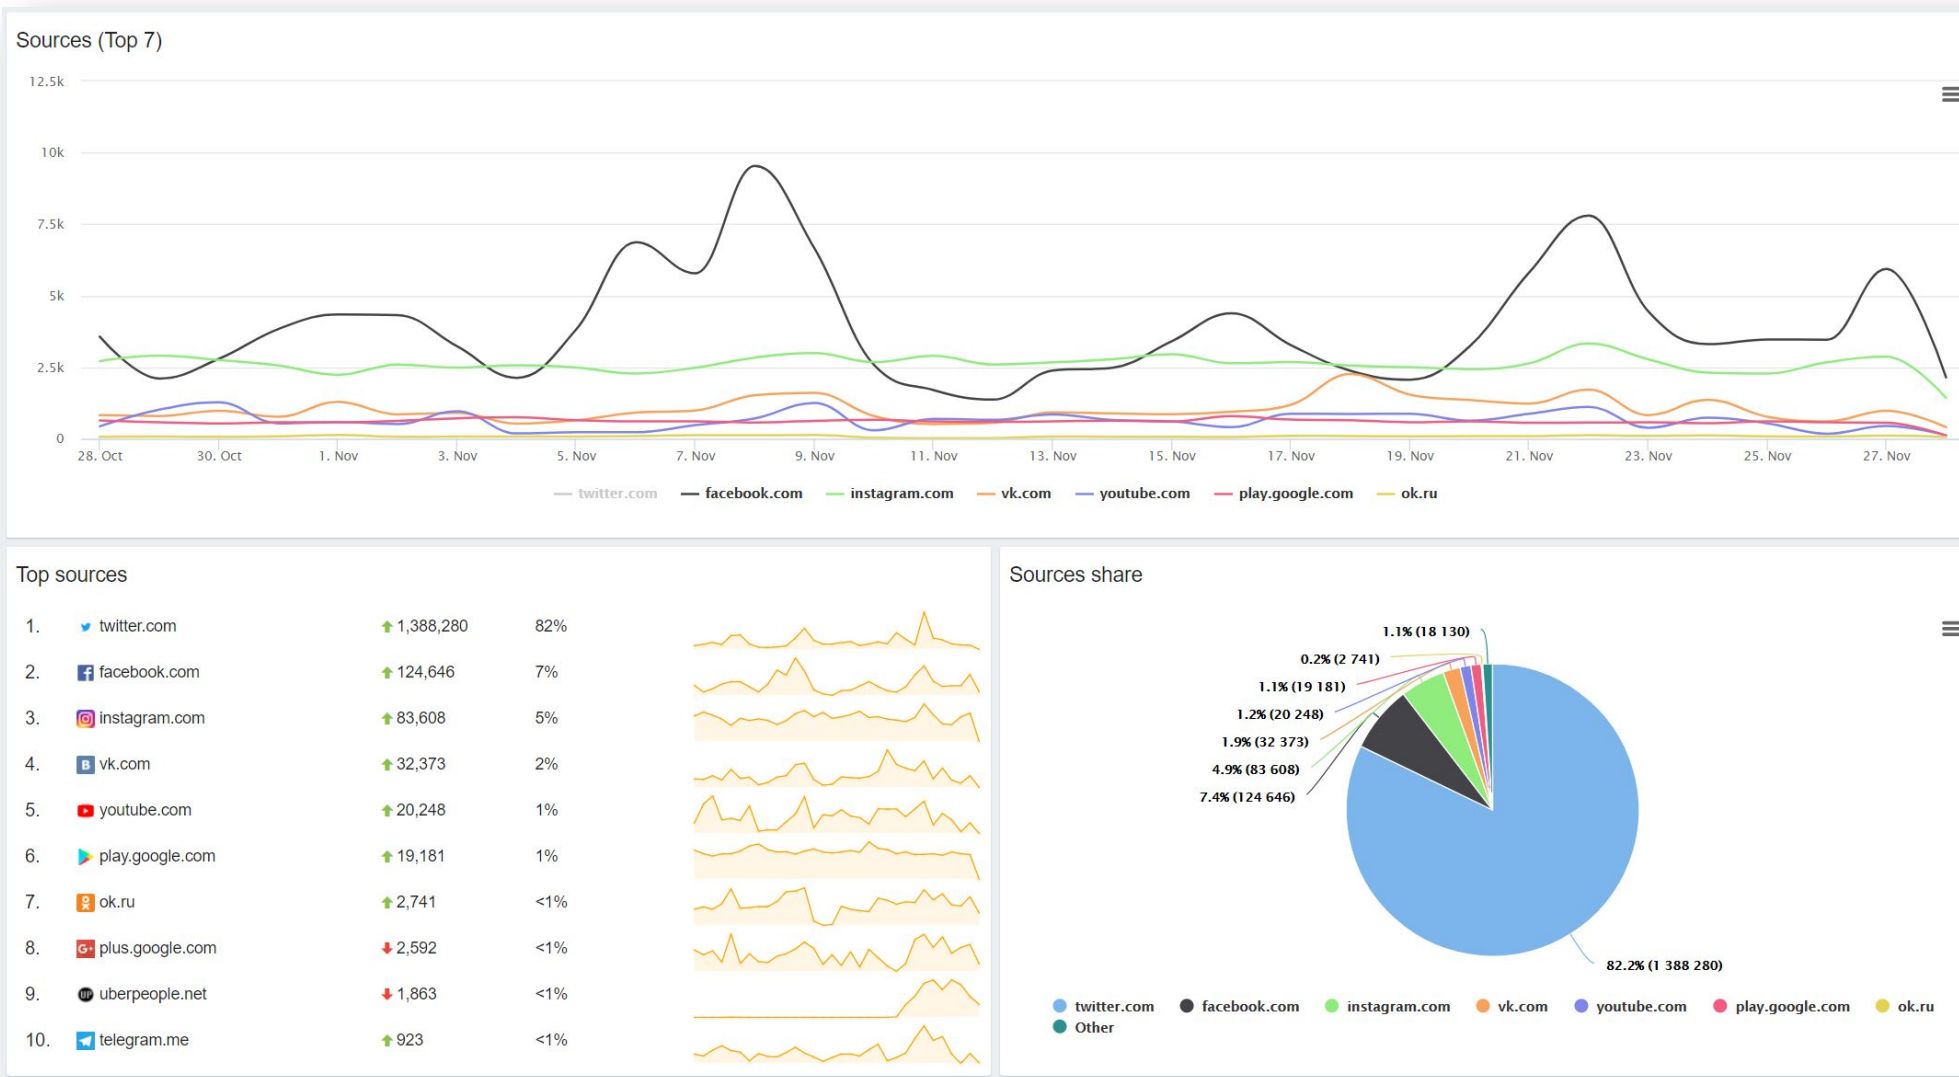 Sources (Top 7)
12.5k
10k
7.5k
5k
2.5k
0
28. Oct 30. Oct 1. Nov 3. Nov 5. Nov 7. Nov 9. Nov 11. Nov 13. Nov 15. Nov 17. Nov 19. Nov 21. Nov 23. Nov 25. Nov 27. Nov
twitter.com facebook.com instagram.com vk.com youtube.com play.google.com ok.ru
Top sources
1. twitter.com 1,388,280 82%
2. facebook.com 124,646 7%
3. instagram.com 83,608 5%
4. vk.com 32,373 2%
5. youtube.com 20,248 1%
6. play.google.com 19,181 1%
7. ok.ru 2,741 <1%
8. G+ plus.google.com 2,592 <1%
9. UP uberpeople.net 1,863 <1%
10. telegram.me 923 <1%
Sources share
1.1% (18 130)
0.2% (2 741)
1.1% (19 181)
1.2% (20 248)
1.9% (32 373)
4.9% (83 608)
7.4% (124 646)
82.2% (1 388 280)
twitter.com facebook.com instagram.com vk.com youtube.com play.google.com ok.ru
Other